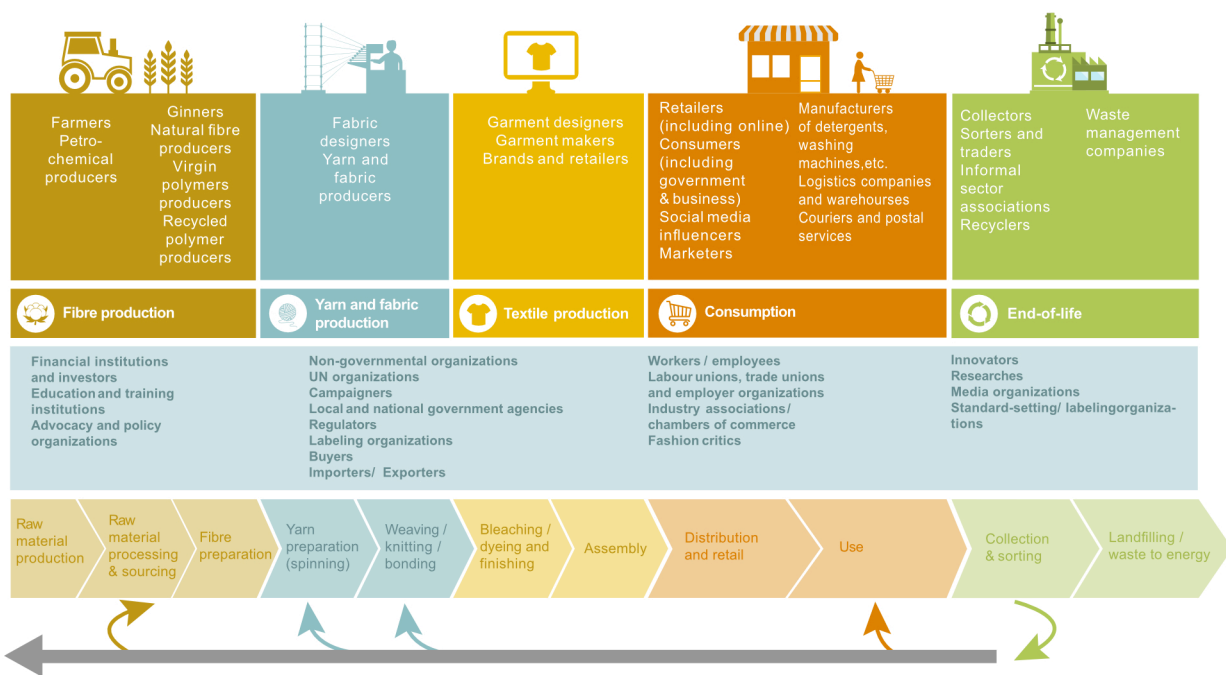 Farmers
Petro-
chemical
producers
Ginners
Natural fibre
producers
Virgin
polymers
producers
Recycled
polymer
producers
Fabric
designers
Yarn and
fabric
producers
Garment designers
Garment makers
Brands and retailers
Retailers
(including online)
Consumers
(including
government
& business)
Social media
influencers
Marketers
Manufacturers
of detergents,
washing
machines,etc.
Logistics companies
and warehourses
Couriers and postal
services
Collectors
Sorters and
traders
Informal
sector
associations
Recyclers
Waste
management
companies
Fibre production
Yarn and fabric
production
Textile production
Consumption
End-of-life
Financial institutions
and investors
Education and training
institutions
Advocacy and policy
organizations
Non-governmental organizations
UN organizations
Campaigners
Local and national government agencies
Regulators
Labeling organizations
Buyers
Importers/ Exporters
Workers / employees
Labour unions, trade unions
and employer organizations
Industry associations/
chambers of commerce
Fashion critics
Innovators
Researches
Media organizations
Standard-setting/ labelingorganiza-
tions
Raw
material
production
Raw
material
processing
& sourcing
Fibre
preparation
Yarn
preparation
(spinning)
Weaving /
knitting /
bonding
Bleaching /
dyeing and
finishing
Assembly
Distribution
and retail
Use
Collection
& sorting
Landfilling /
waste to energy